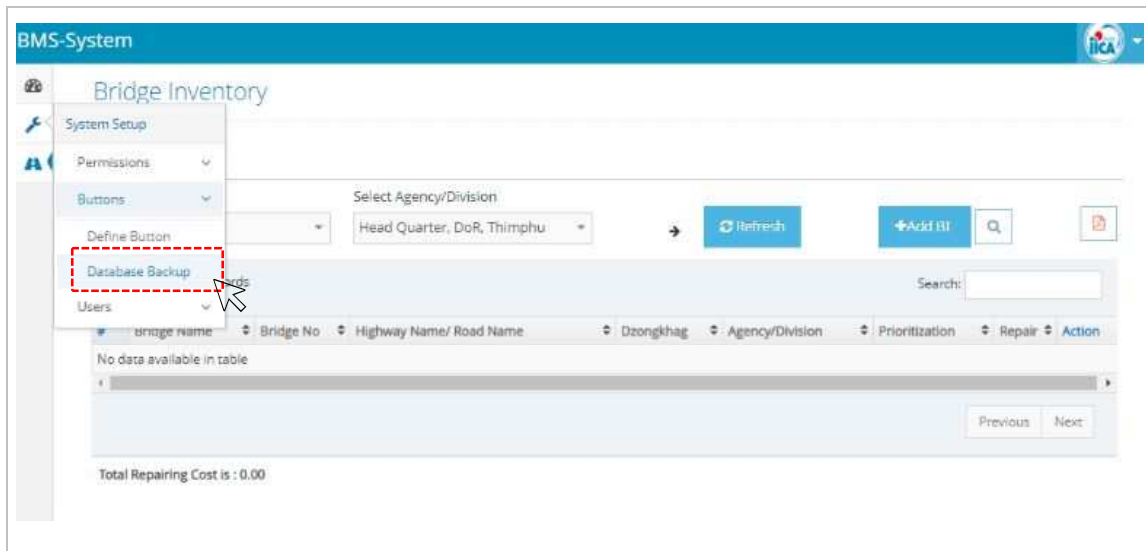 BMS-System
JICA
Bridge Inventory
System Setup
Permissions
Buttons
Define Button
Database Backup
Users
Select Agency/Division
Head Quarter, DoR, Thimphu
Refresh
Add BI
Search:
# Bridge Name Bridge No Highway Name/ Road Name Dzongkhag Agency/Division Prioritization Repair Action
No data available in table
Previous Next
Total Repairing Cost is : 0.00